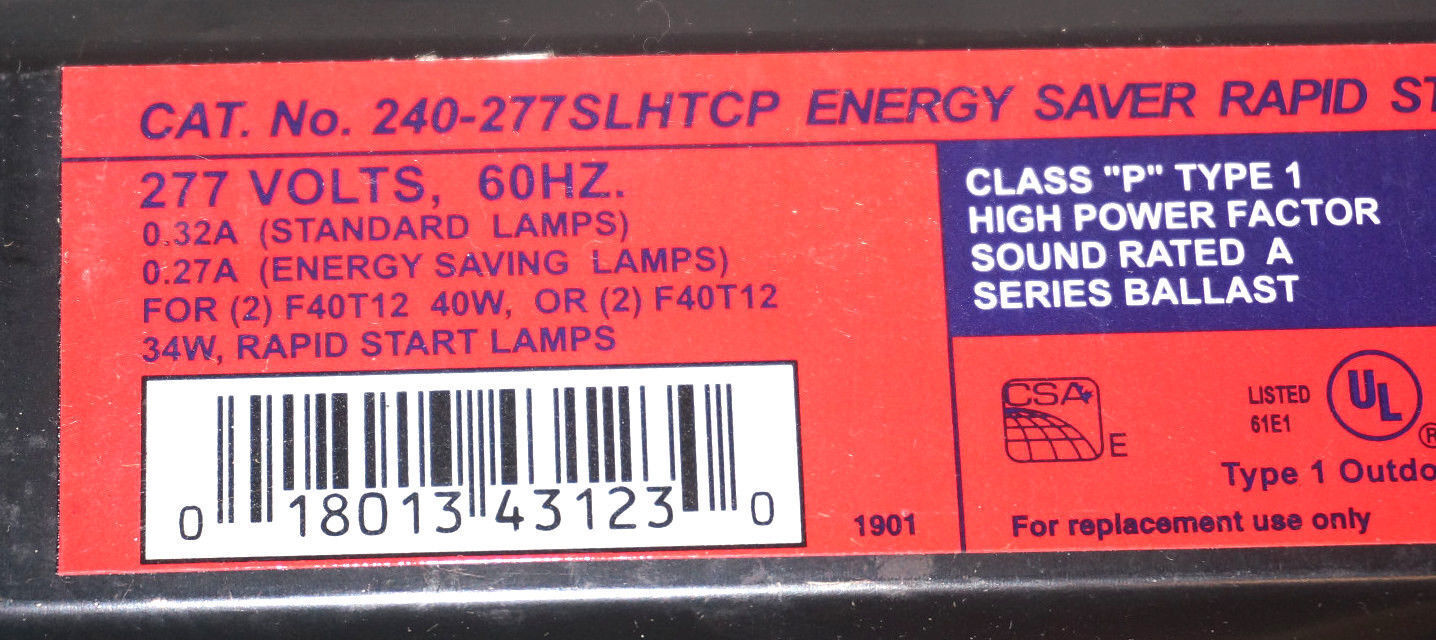 CAT. No. 240-277SLHTCP ENERGY SAVER RAPID ST
277 VOLTS, 60HZ.
0.32A (STANDARD LAMPS)
0.27A (ENERGY SAVING LAMPS)
FOR (2) F40T12 40W, OR (2) F40T12
34W, RAPID START LAMPS
0 18013 43123 0
1901
CLASS "P" TYPE 1
HIGH POWER FACTOR
SOUND RATED A
SERIES BALLAST
CSA E
LISTED UL ®
61E1
Type 1 Outdo
For replacement use only